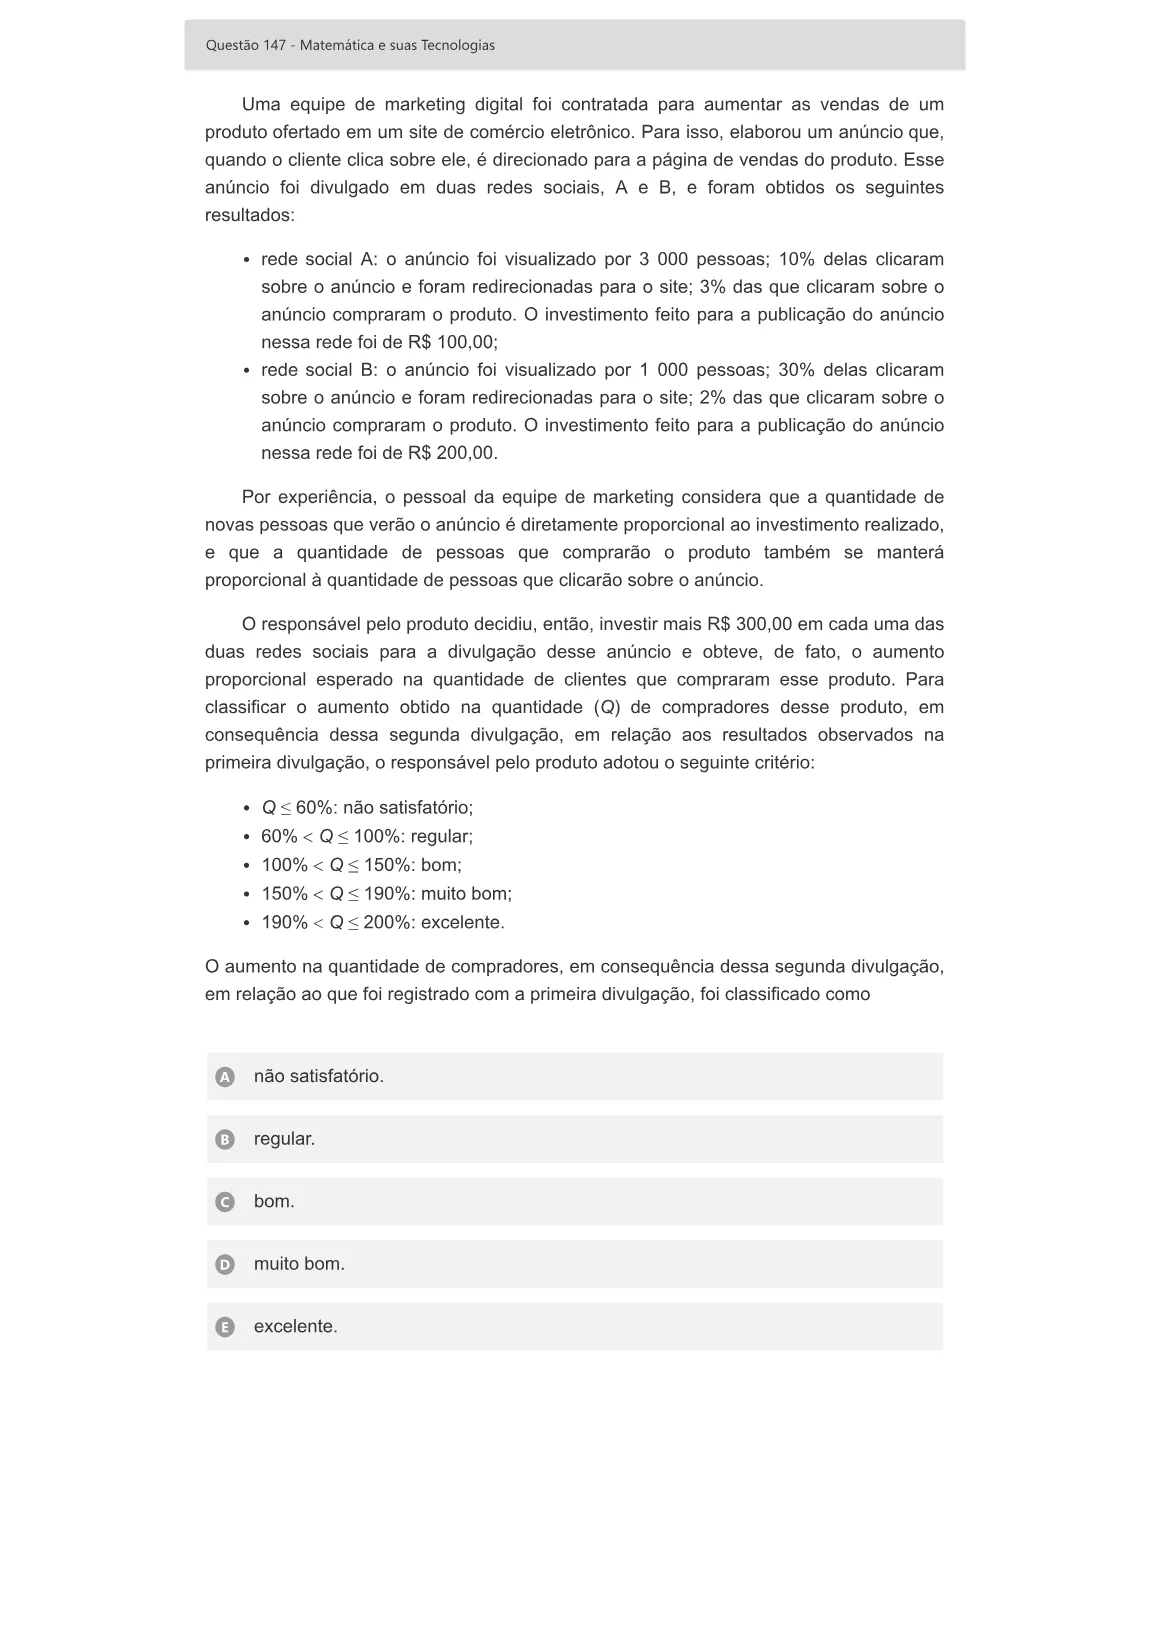 Questão 147 - Matemática e suas Tecnologias
Uma equipe de marketing digital foi contratada para aumentar as vendas de um
produto ofertado em um site de comércio eletrônico. Para isso, elaborou um anúncio que,
quando o cliente clica sobre ele, é direcionado para a página de vendas do produto. Esse
anúncio foi divulgado em duas redes sociais, A e B, e foram obtidos os seguintes
resultados:
• rede social A: o anúncio foi visualizado por 3 000 pessoas; 10% delas clicaram
sobre o anúncio e foram redirecionadas para o site; 3% das que clicaram sobre o
anúncio compraram o produto. O investimento feito para a publicação do anúncio
nessa rede foi de R$ 100,00;
• rede social B: o anúncio foi visualizado por 1 000 pessoas; 30% delas clicaram
sobre o anúncio e foram redirecionadas para o site; 2% das que clicaram sobre o
anúncio compraram o produto. O investimento feito para a publicação do anúncio
nessa rede foi de R$ 200,00.
Por experiência, o pessoal da equipe de marketing considera que a quantidade de
novas pessoas que verão o anúncio é diretamente proporcional ao investimento realizado,
e que a quantidade de pessoas que comprarão o produto também se manterá
proporcional à quantidade de pessoas que clicarão sobre o anúncio.
O responsável pelo produto decidiu, então, investir mais R$ 300,00 em cada uma das
duas redes sociais para a divulgação desse anúncio e obteve, de fato, o aumento
proporcional esperado na quantidade de clientes que compraram esse produto. Para
classificar o aumento obtido na quantidade (Q) de compradores desse produto, em
consequência dessa segunda divulgação, em relação aos resultados observados na
primeira divulgação, o responsável pelo produto adotou o seguinte critério:
• Q ≤ 60%: não satisfatório;
• 60% < Q ≤ 100%: regular;
• 100% < Q ≤ 150%: bom;
• 150% < Q ≤ 190%: muito bom;
• 190% < Q ≤ 200%: excelente.
O aumento na quantidade de compradores, em consequência dessa segunda divulgação,
em relação ao que foi registrado com a primeira divulgação, foi classificado como
A não satisfatório.
B regular.
C bom.
D muito bom.
E excelente.